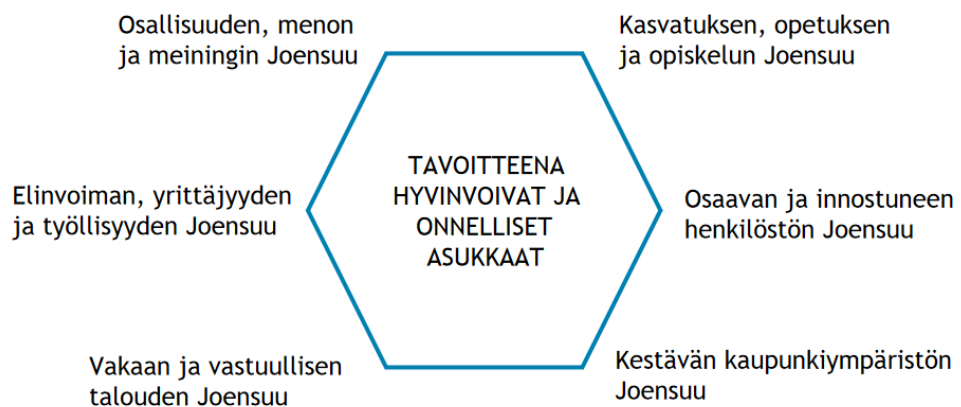 Osallisuuden, menon
ja meiningin Joensuu
Kasvatuksen, opetuksen
ja opiskelun Joensuu
TAVOITTEENA
HYVINVOIVAT JA
ONNELLISET
ASUKKAAT
Elinvoiman, yrittäjyyden
ja työllisyyden Joensuu
Osaavan ja innostuneen
henkilöstön Joensuu
Vakaan ja vastuullisen
talouden Joensuu
Kestävän kaupunkiympäristön
Joensuu